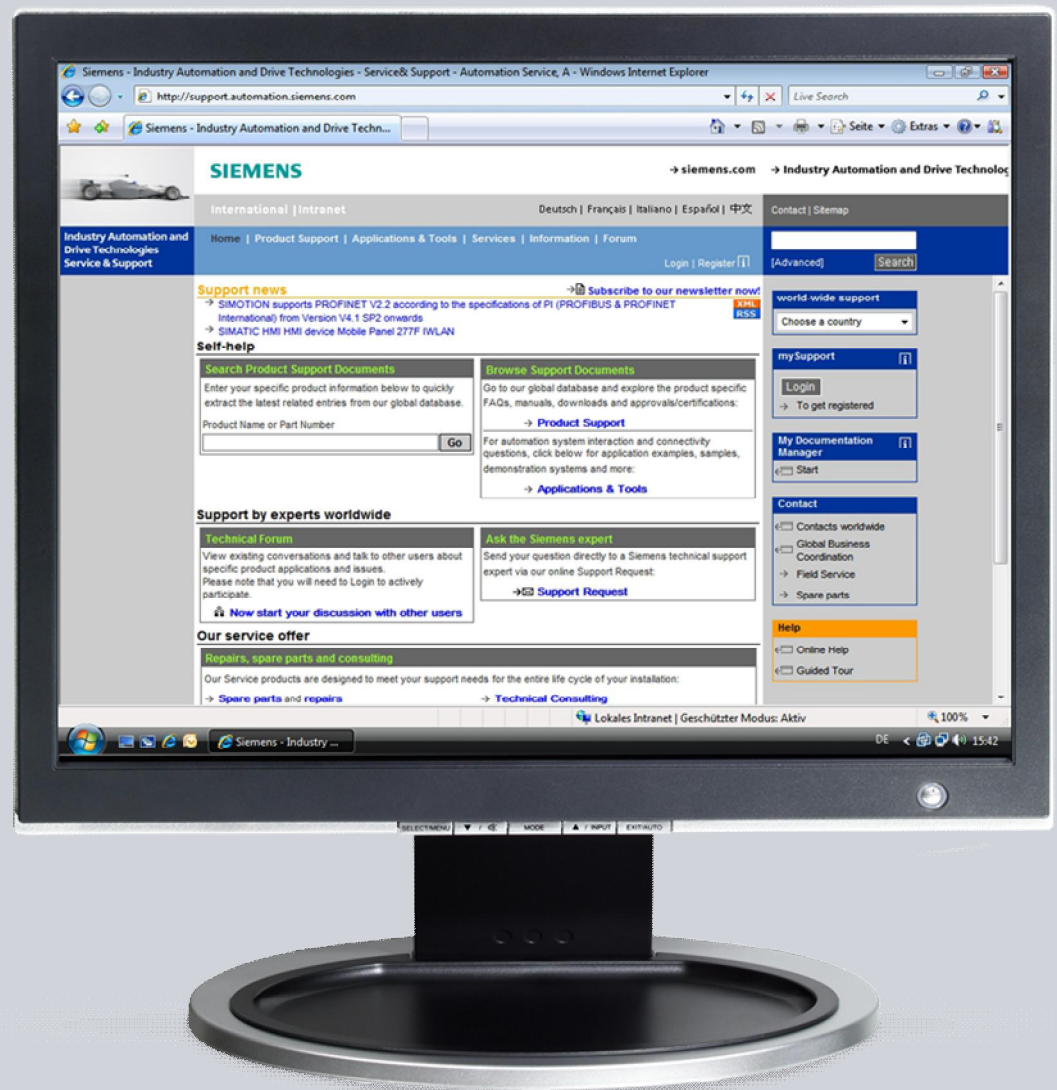 Siemens - Industry Automation and Drive Technologies - Service& Support - Automation Service, A - Windows Internet Explorer
http://support.automation.siemens.com
Live Search
Siemens - Industry Automation and Drive Techn...
Seite
Extras
SIEMENS
→ siemens.com
→ Industry Automation and Drive Technolog
International | Intranet
Deutsch | Français | Italiano | Español | 中文
Contact | Sitemap
Industry Automation and
Drive Technologies
Service & Support
Home | Product Support | Applications & Tools | Services | Information | Forum
Login | Register
[Advanced]
Search
Support news
→ Subscribe to our newsletter now!
→ SIMOTION supports PROFINET V2.2 according to the specifications of PI (PROFIBUS & PROFINET
International) from Version V4.1 SP2 onwards
XML
RSS
→ SIMATIC HMI HMI device Mobile Panel 277F IWLAN
Self-help
Search Product Support Documents
Enter your specific product information below to quickly
extract the latest related entries from our global database.
Product Name or Part Number
Go
Browse Support Documents
Go to our global database and explore the product specific
FAQs, manuals, downloads and approvals/certifications:
→ Product Support
For automation system interaction and connectivity
questions, click below for application examples, samples,
demonstration systems and more:
→ Applications & Tools
Support by experts worldwide
Technical Forum
View existing conversations and talk to other users about
specific product applications and issues.
Please note that you will need to Login to actively
participate.
Now start your discussion with other users
Ask the Siemens expert
Send your question directly to a Siemens technical support
expert via our online Support Request:
→ Support Request
Our service offer
Repairs, spare parts and consulting
Our Service products are designed to meet your support needs for the entire life cycle of your installation:
→ Spare parts and repairs
→ Technical Consulting
world-wide support
Choose a country
mySupport
Login
→ To get registered
My Documentation
Manager
Start
Contact
Contacts worldwide
Global Business
Coordination
→ Field Service
→ Spare parts
Help
Online Help
Guided Tour
Lokales Intranet | Geschützter Modus: Aktiv
100%
Siemens - Industry ...
DE
15:42
SELECT/MENU
▼ /
MODE
▲ / INPUT
EXIT/AUTO